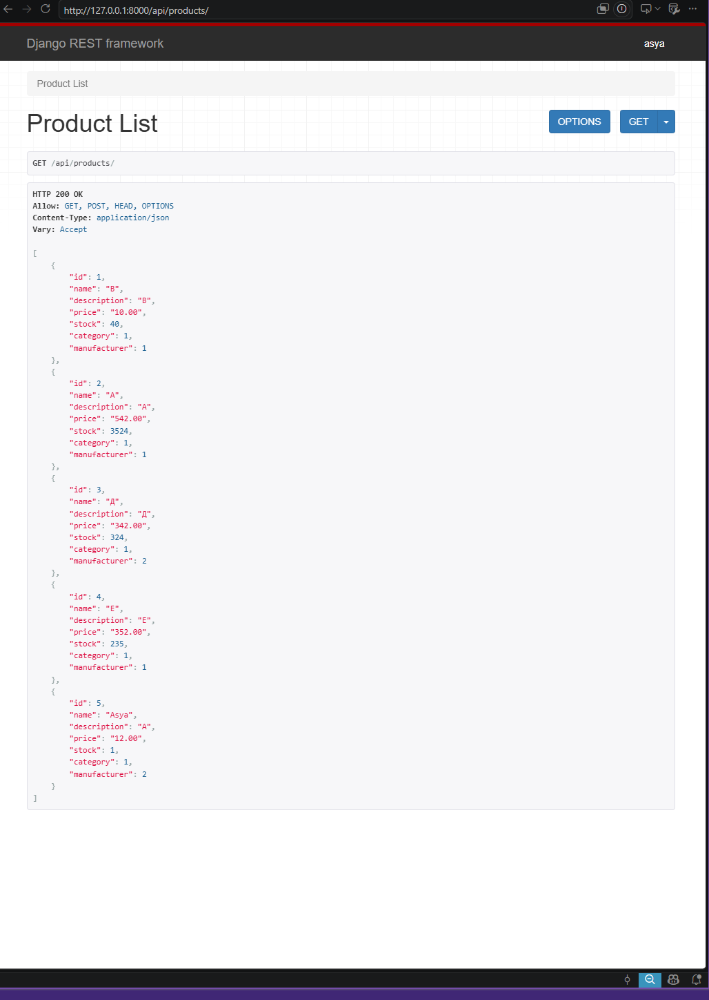 http://127.0.0.1:8000/api/products/
Django REST framework
asya
Product List
Product List
OPTIONS
GET
GET /api/products/
HTTP 200 OK
Allow: GET, POST, HEAD, OPTIONS
Content-Type: application/json
Vary: Accept
[
    {
        "id": 1,
        "name": "В",
        "description": "В",
        "price": "10.00",
        "stock": 40,
        "category": 1,
        "manufacturer": 1
    },
    {
        "id": 2,
        "name": "А",
        "description": "А",
        "price": "542.00",
        "stock": 3524,
        "category": 1,
        "manufacturer": 1
    },
    {
        "id": 3,
        "name": "Д",
        "description": "Д",
        "price": "342.00",
        "stock": 324,
        "category": 1,
        "manufacturer": 2
    },
    {
        "id": 4,
        "name": "Е",
        "description": "Е",
        "price": "352.00",
        "stock": 235,
        "category": 1,
        "manufacturer": 1
    },
    {
        "id": 5,
        "name": "Asya",
        "description": "A",
        "price": "12.00",
        "stock": 1,
        "category": 1,
        "manufacturer": 2
    }
]